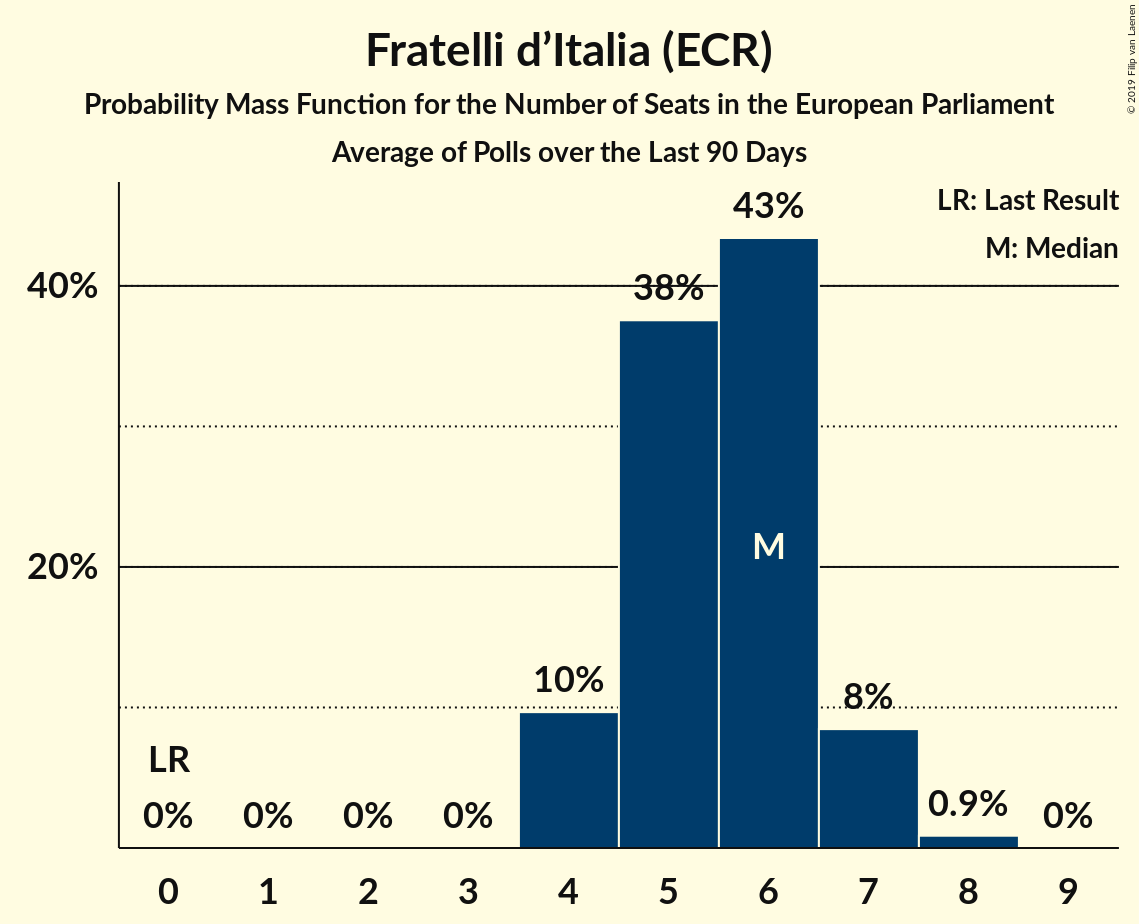 Fratelli d’Italia (ECR)
Probability Mass Function for the Number of Seats in the European Parliament
Average of Polls over the Last 90 Days
© 2019 Filip van Laenen
LR: Last Result
M: Median
43%
40%
38%
M
20%
10%
8%
LR
0%
0%
0%
0%
0.9%
0%
0
1
2
3
4
5
6
7
8
9